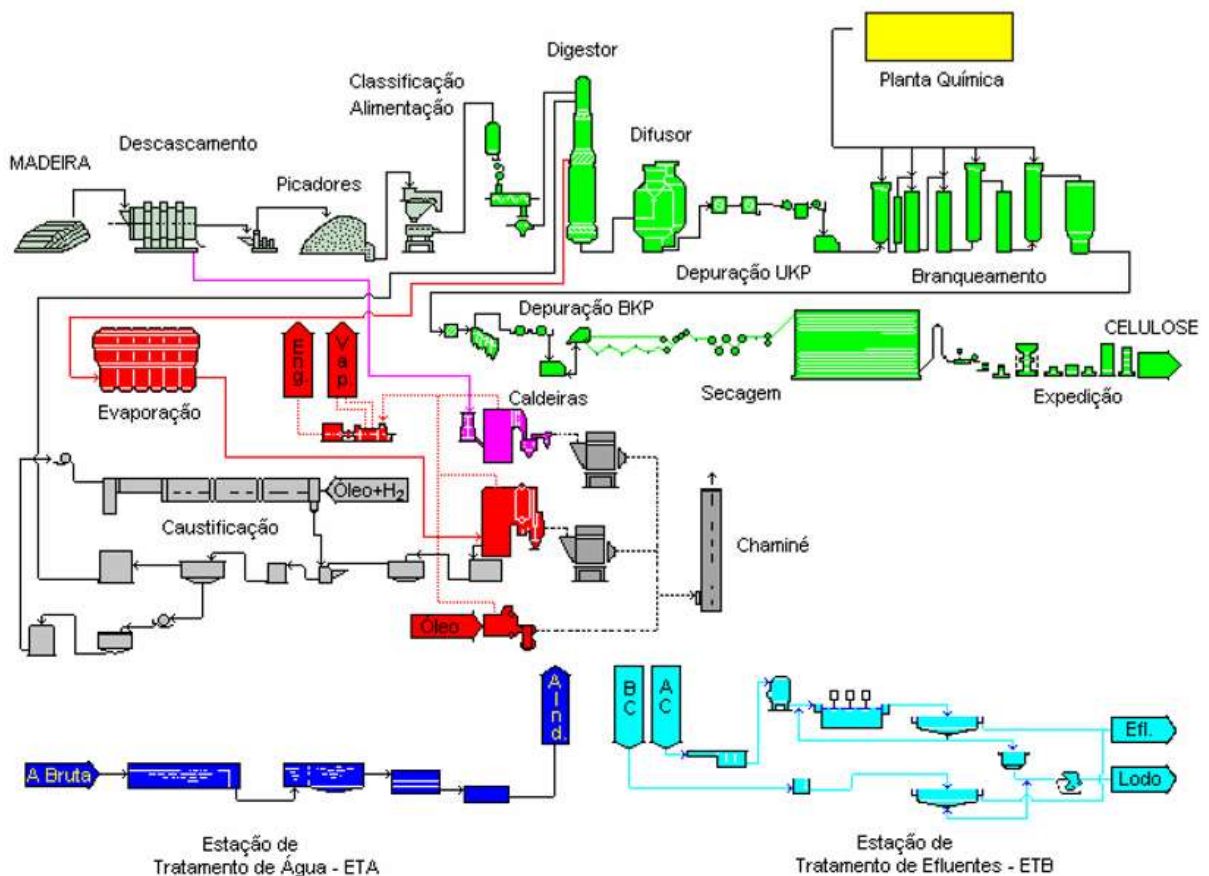 Digestor
Planta Química
Classificação
Alimentação
Difusor
Descascamento
MADEIRA
Picadores
Depuração UKP
Branqueamento
Depuração BKP
CELULOSE
Eng.
Vap.
Evaporação
Caldeiras
Secagem
Expedição
Óleo+H2
Caustificação
Chaminé
Óleo
A Ind.
BC
AC
Efl.
A Bruta
Lodo
Estação de
Tratamento de Água - ETA
Estação de
Tratamento de Efluentes - ETB